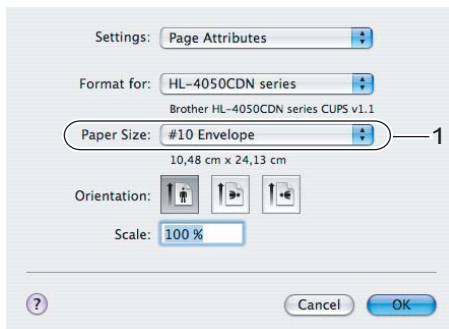 Settings: Page Attributes
Format for: HL-4050CDN series
Brother HL-4050CDN series CUPS v1.1
Paper Size: #10 Envelope 1
10,48 cm x 24,13 cm
Orientation:
Scale: 100 %
? Cancel OK